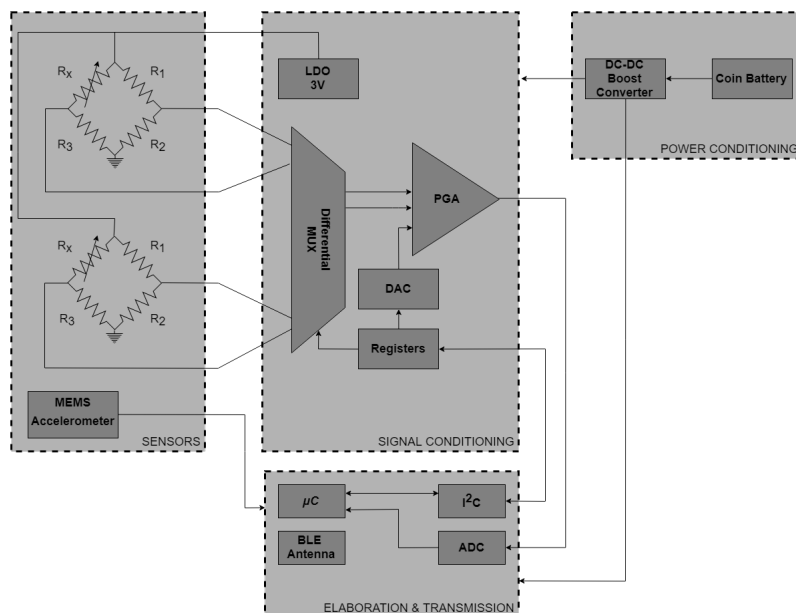 Rx
R1
R3
R2
Rx
R1
R3
R2
MEMS
Accelerometer
SENSORS
LDO
3V
Differential
MUX
PGA
DAC
Registers
SIGNAL CONDITIONING
DC-DC
Boost
Converter
Coin Battery
POWER CONDITIONING
μC
I²C
BLE
Antenna
ADC
ELABORATION & TRANSMISSION